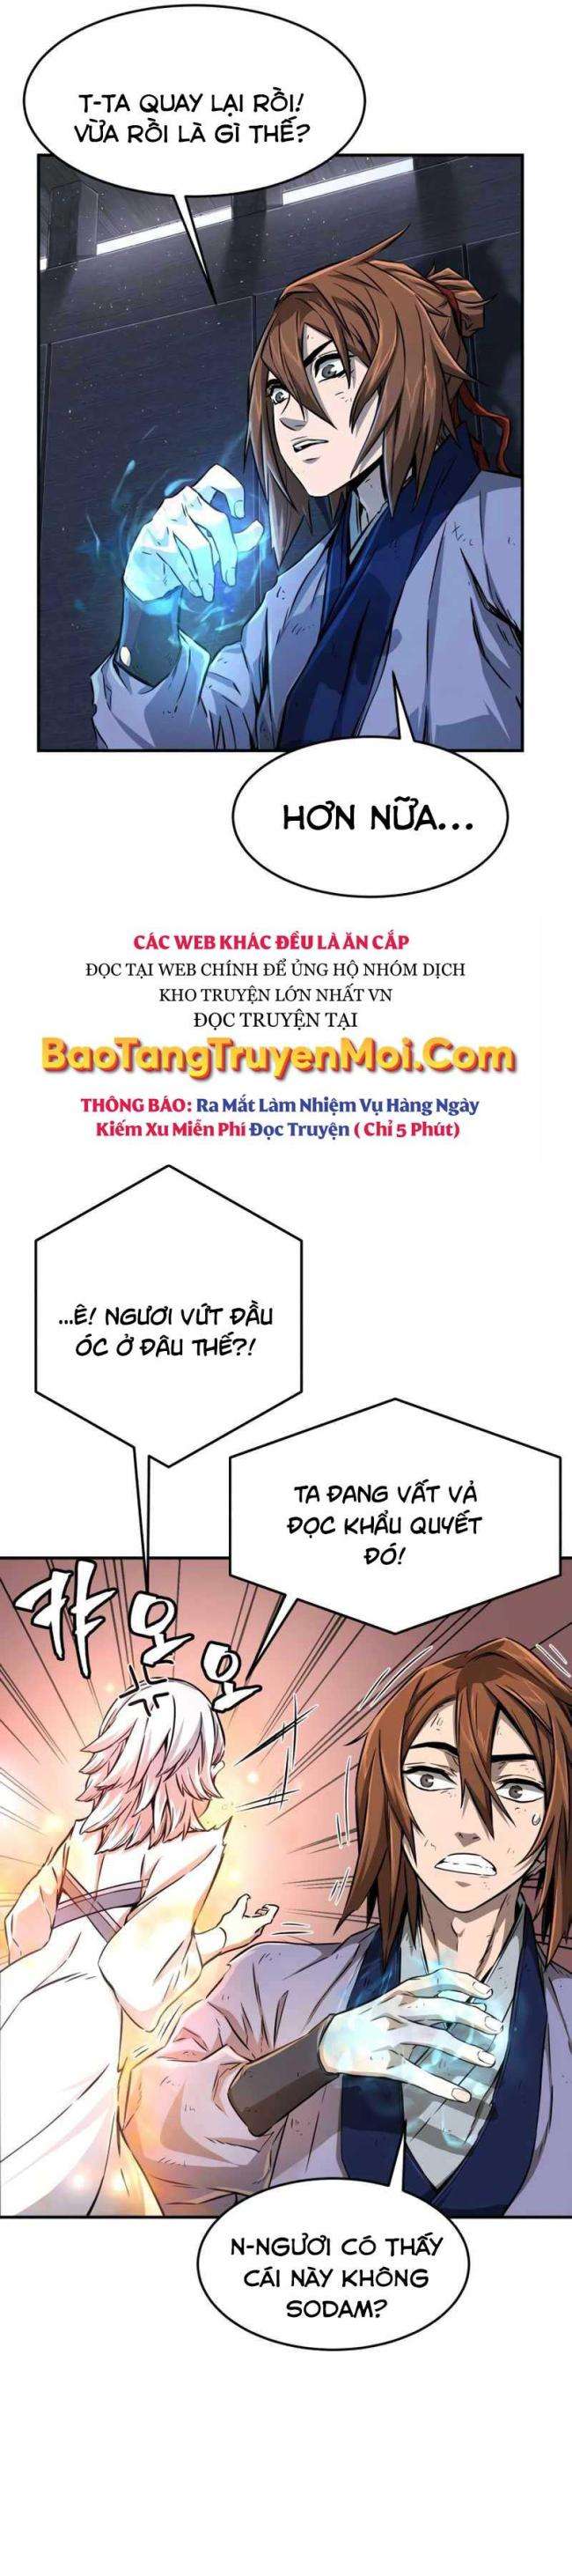 T-TA QUAY LẠI RỒI!
VỪA RỒI LÀ GÌ THẾ?
HƠN NỮA...
CÁC WEB KHÁC ĐỀU LÀ ĂN CẮP
ĐỌC TẠI WEB CHÍNH ĐỂ ỦNG HỘ NHÓM DỊCH
KHO TRUYỆN LỚN NHẤT VN
ĐỌC TRUYỆN TẠI
BaoTangTruyenMoi.Com
THÔNG BÁO: Ra Mắt Làm Nhiệm Vụ Hàng Ngày
Kiếm Xu Miễn Phí Đọc Truyện ( Chỉ 5 Phút)
...Ê! NGƯƠI VỨT ĐẦU
ÓC Ở ĐÂU THẾ?!
TA ĐANG VẤT VẢ
ĐỌC KHẨU QUYẾT
ĐÓ!
캬오오
N-NGƯƠI CÓ THẤY
CÁI NÀY KHÔNG
SODAM?